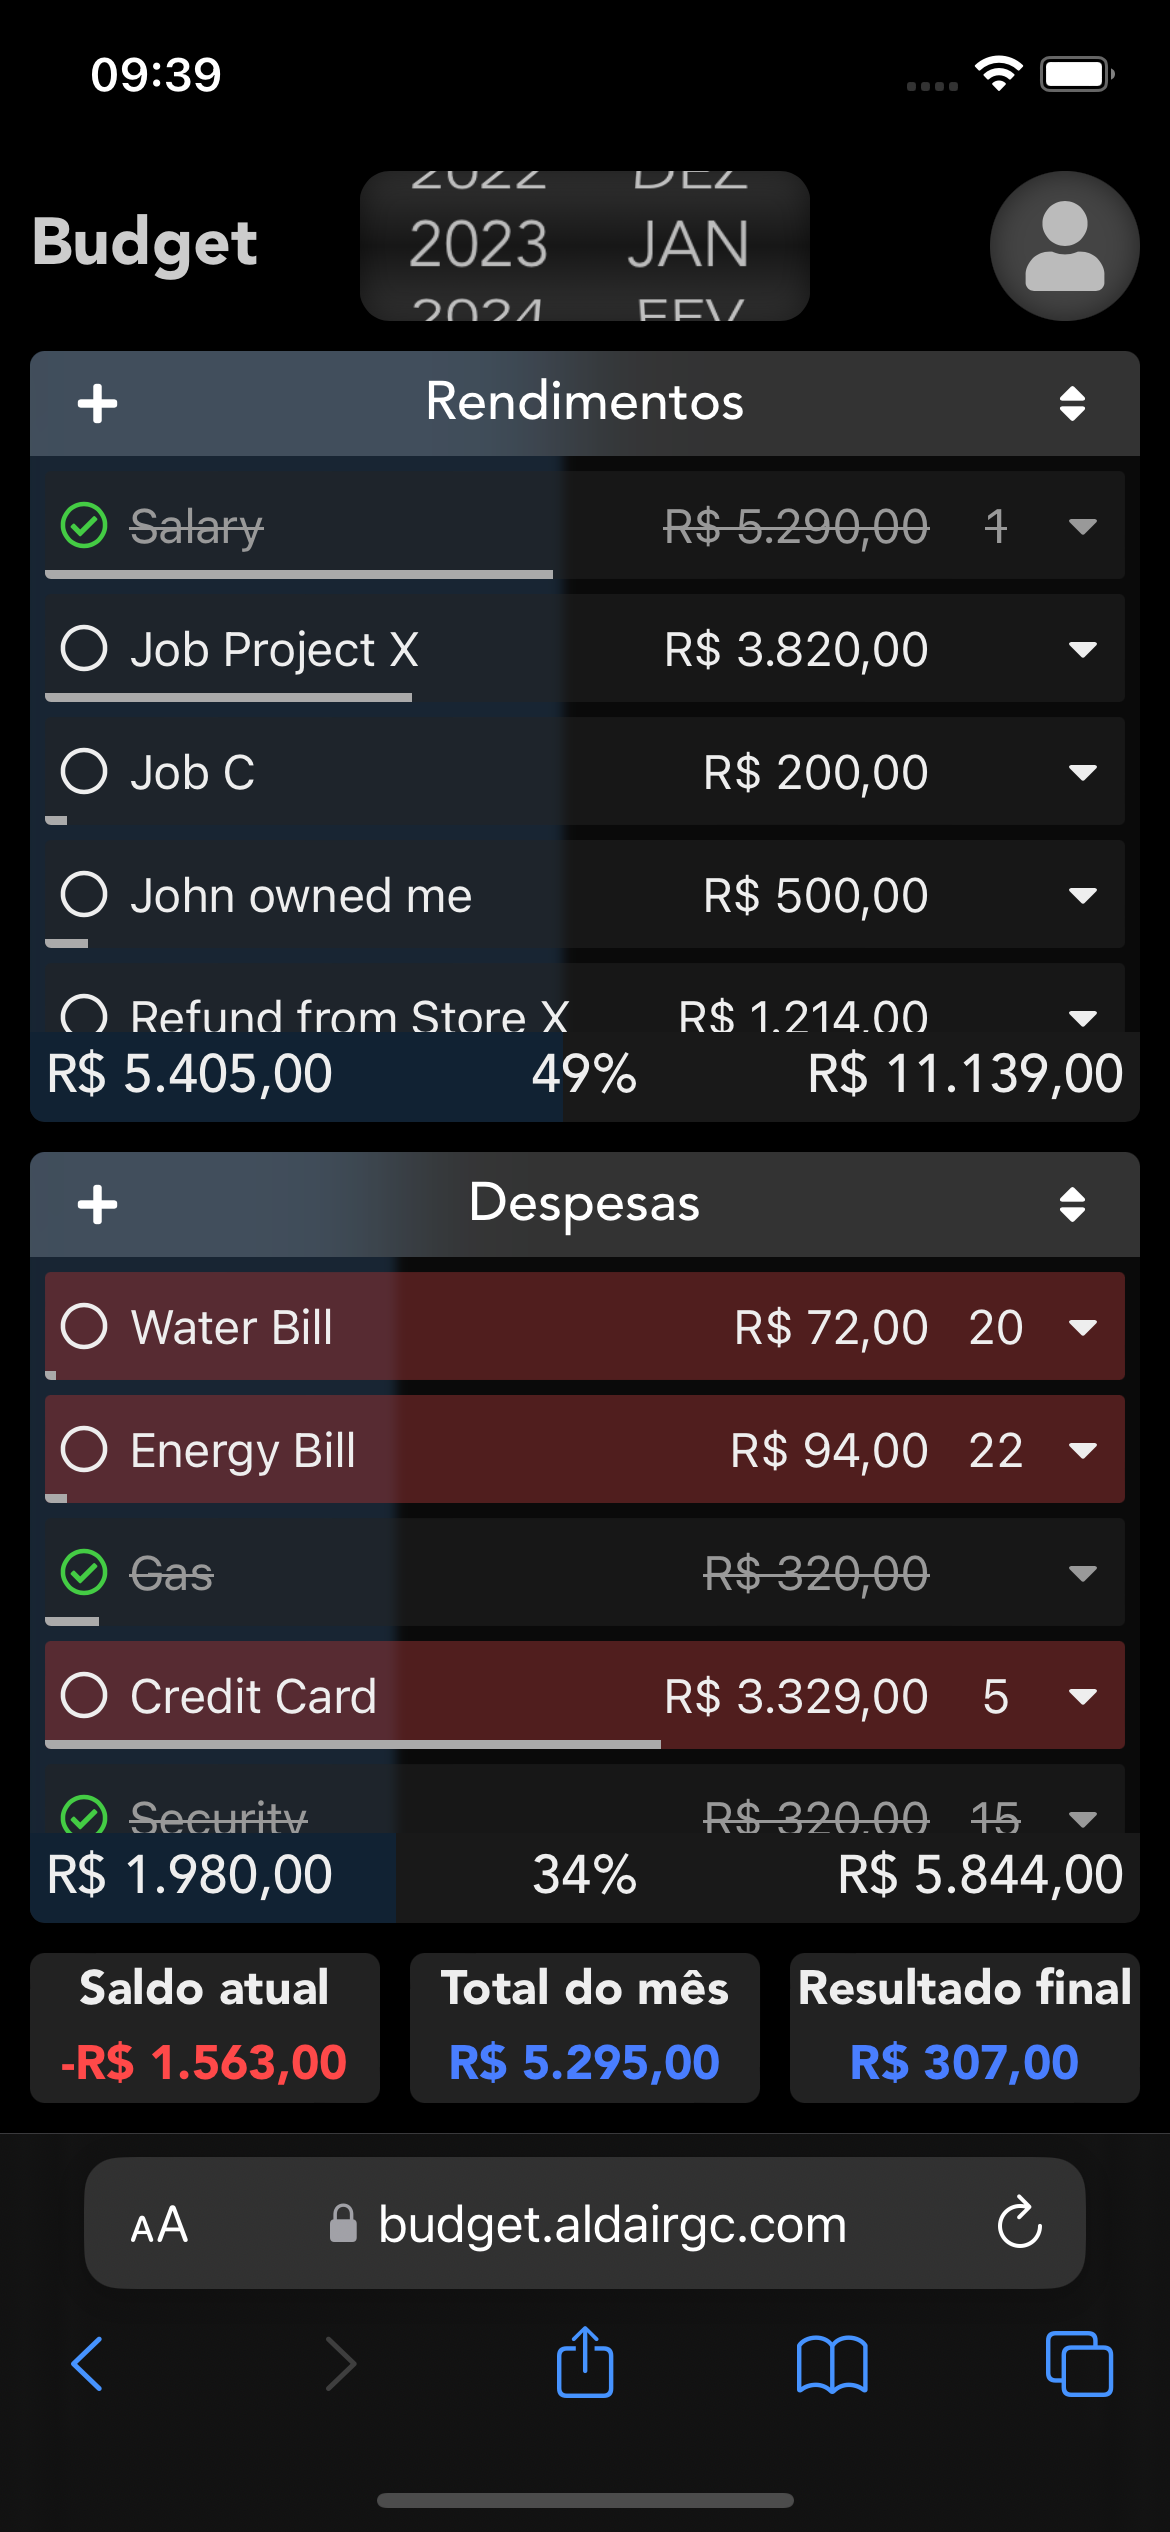 09:39
2022 DEZ
Budget 2023 JAN
2024 FEV
Rendimentos
Salary R$ 5.290,00 1
Job Project X R$ 3.820,00
Job C R$ 200,00
John owned me R$ 500,00
Refund from Store X R$ 1.214,00
R$ 5.405,00 49% R$ 11.139,00
Despesas
Water Bill R$ 72,00 20
Energy Bill R$ 94,00 22
Gas R$ 320,00
Credit Card R$ 3.329,00 5
Security R$ 320,00 15
R$ 1.980,00 34% R$ 5.844,00
Saldo atual Total do mês Resultado final
-R$ 1.563,00 R$ 5.295,00 R$ 307,00
AA budget.aldairgc.com